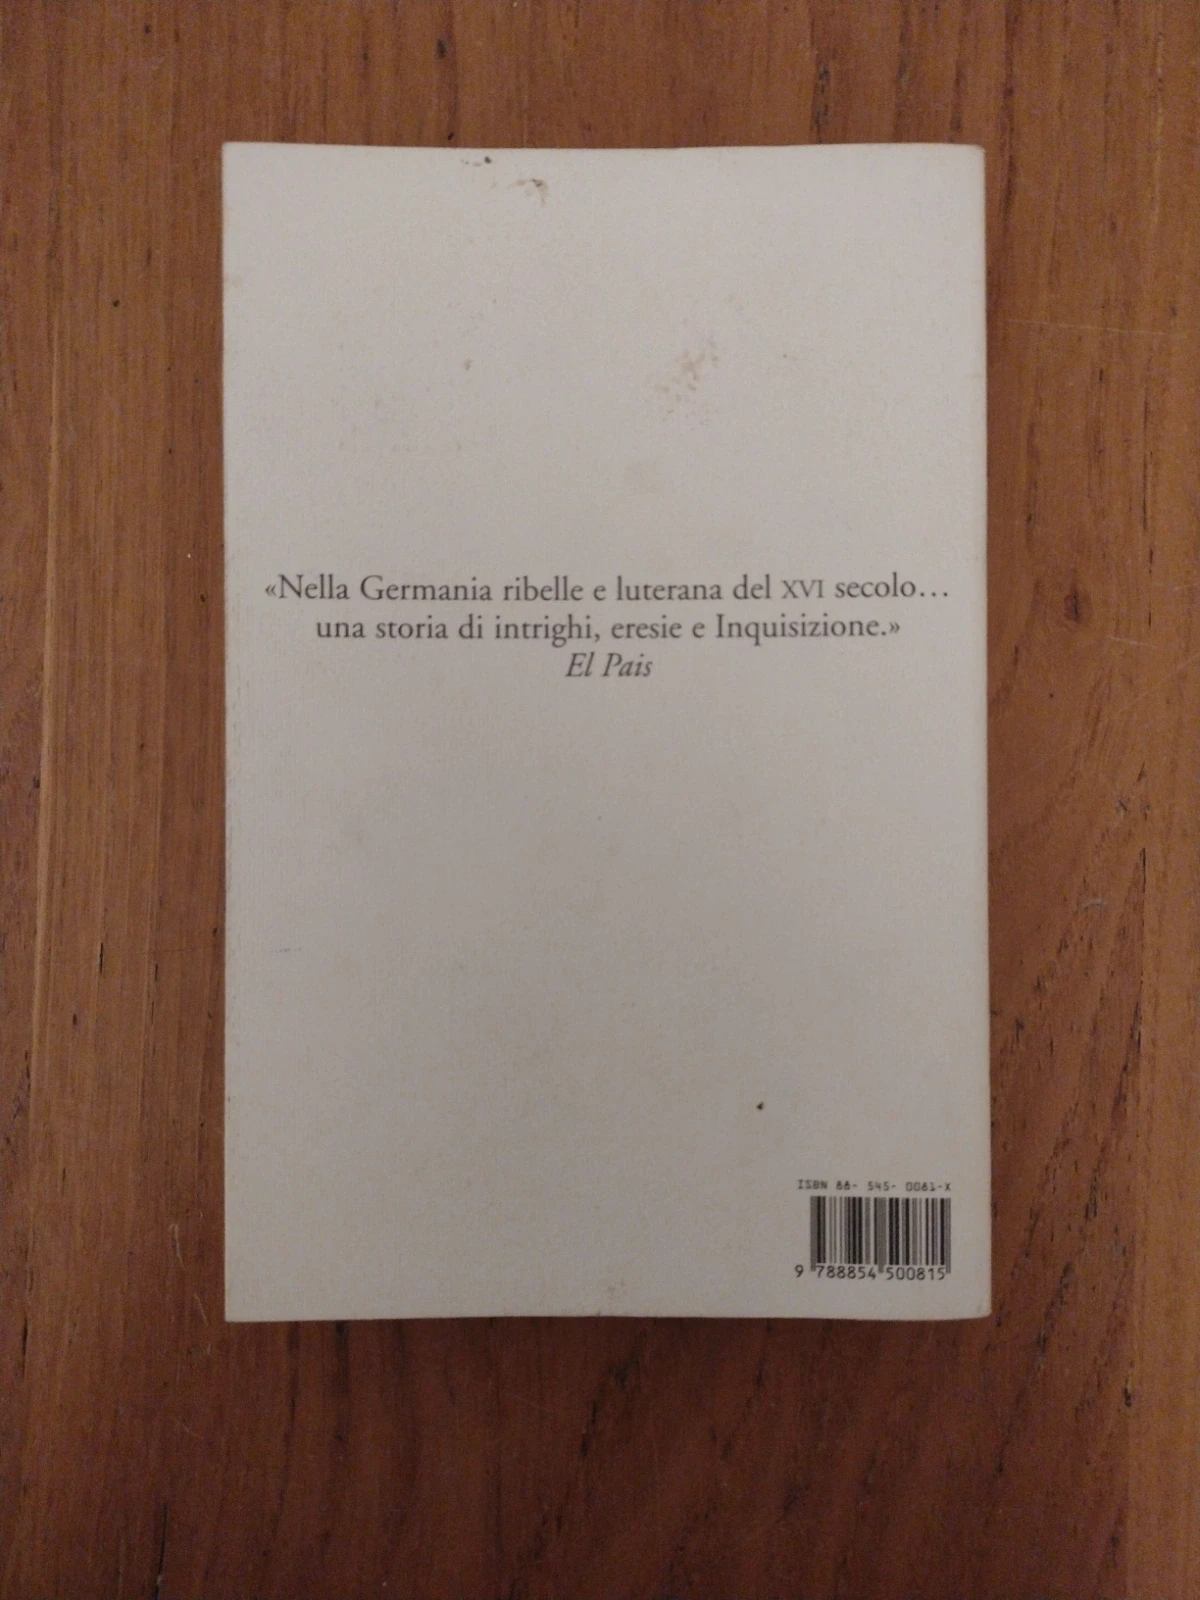 «Nella Germania ribelle e luterana del XVI secolo…
una storia di intrighi, eresie e Inquisizione.»
El Pais
ISBN 88- 545- 0081-X
9 788854 500815